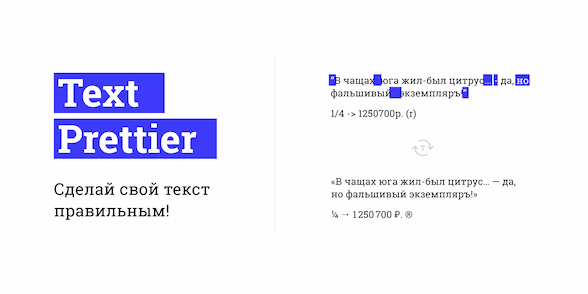 Text
Prettier
Сделай свой текст
правильным!
"В чащах юга жил-был цитрус... - да, но
фальшивый экземпляръ!"
1/4 -> 1250700р. (r)
«В чащах юга жил-был цитрус… — да,
но фальшивый экземпляръ!»
¼ → 1 250 700 ₽. ®